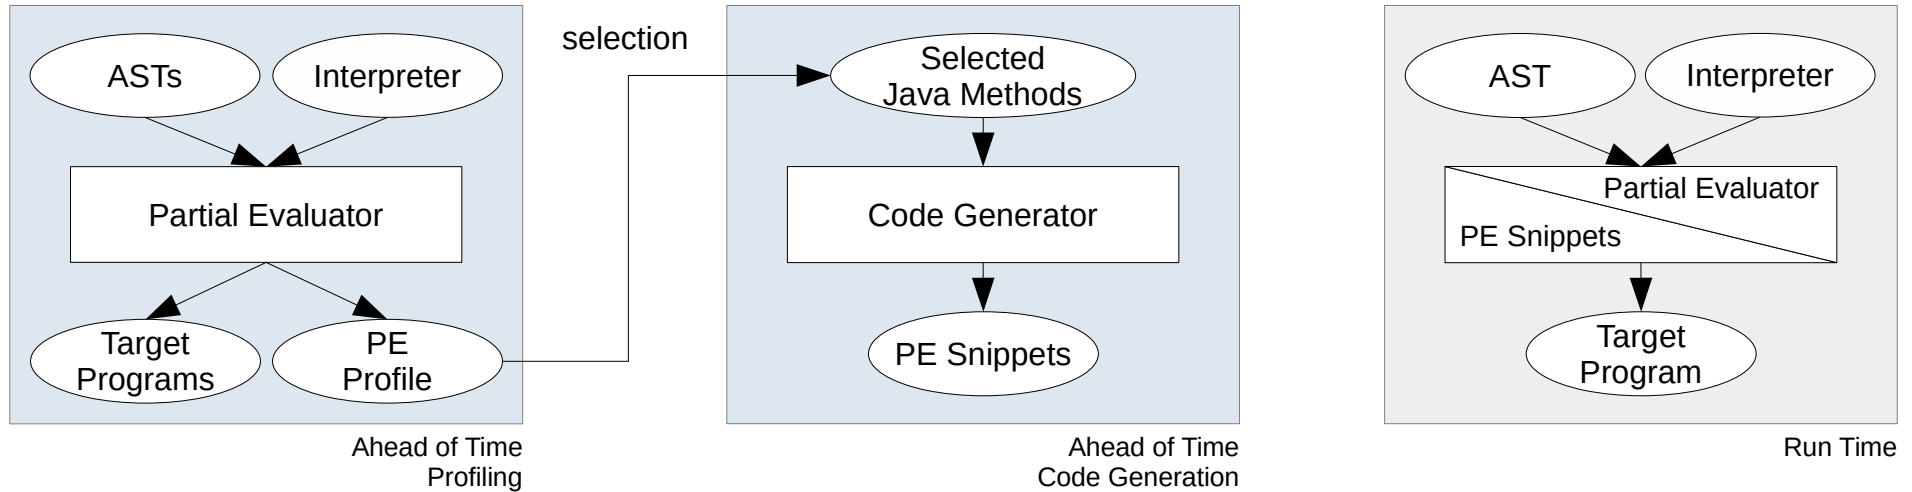 ASTs
Interpreter
Partial Evaluator
Target
Programs
PE
Profile
Ahead of Time
Profiling
selection
Selected
Java Methods
Code Generator
PE Snippets
Ahead of Time
Code Generation
AST
Interpreter
Partial Evaluator
PE Snippets
Target
Program
Run Time